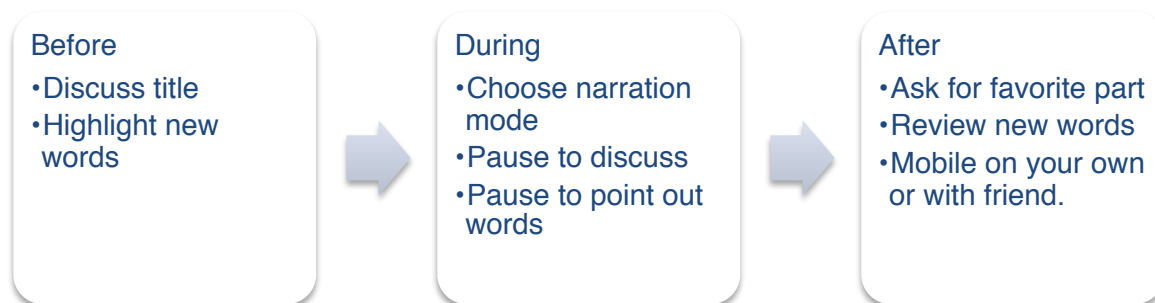 Before
•Discuss title
•Highlight new
words
During
•Choose narration
mode
•Pause to discuss
•Pause to point out
words
After
•Ask for favorite part
•Review new words
•Mobile on your own
or with friend.